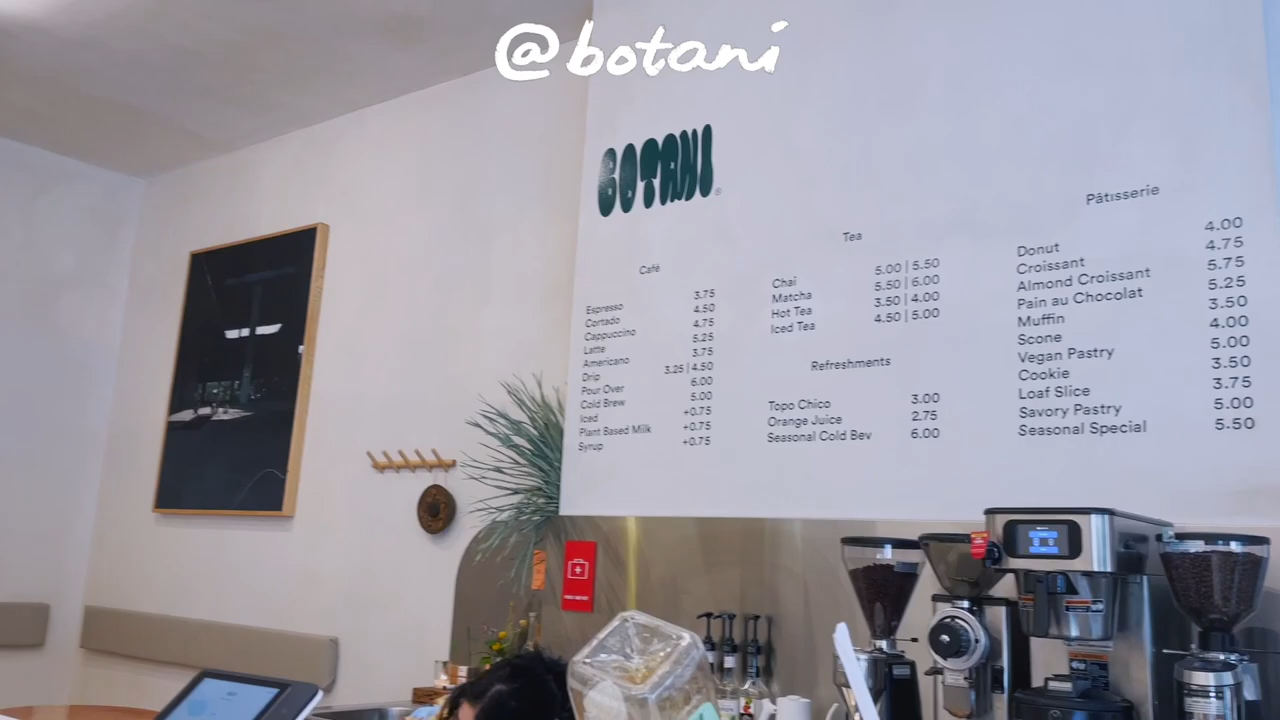 @botani
BOTANI®
Café
Espresso 3.75
Cortado 4.50
Cappuccino 4.75
Latte 5.25
Americano 3.75
Drip 3.25 | 4.50
Pour Over 6.00
Cold Brew 5.00
Iced +0.75
Plant Based Milk +0.75
Syrup +0.75
Tea
Chai 5.00 | 5.50
Matcha 5.50 | 6.00
Hot Tea 3.50 | 4.00
Iced Tea 4.50 | 5.00
Refreshments
Topo Chico 3.00
Orange Juice 2.75
Seasonal Cold Bev 6.00
Pâtisserie
Donut 4.00
Croissant 4.75
Almond Croissant 5.75
Pain au Chocolat 5.25
Muffin 3.50
Scone 4.00
Vegan Pastry 5.00
Cookie 3.50
Loaf Slice 3.75
Savory Pastry 5.00
Seasonal Special 5.50